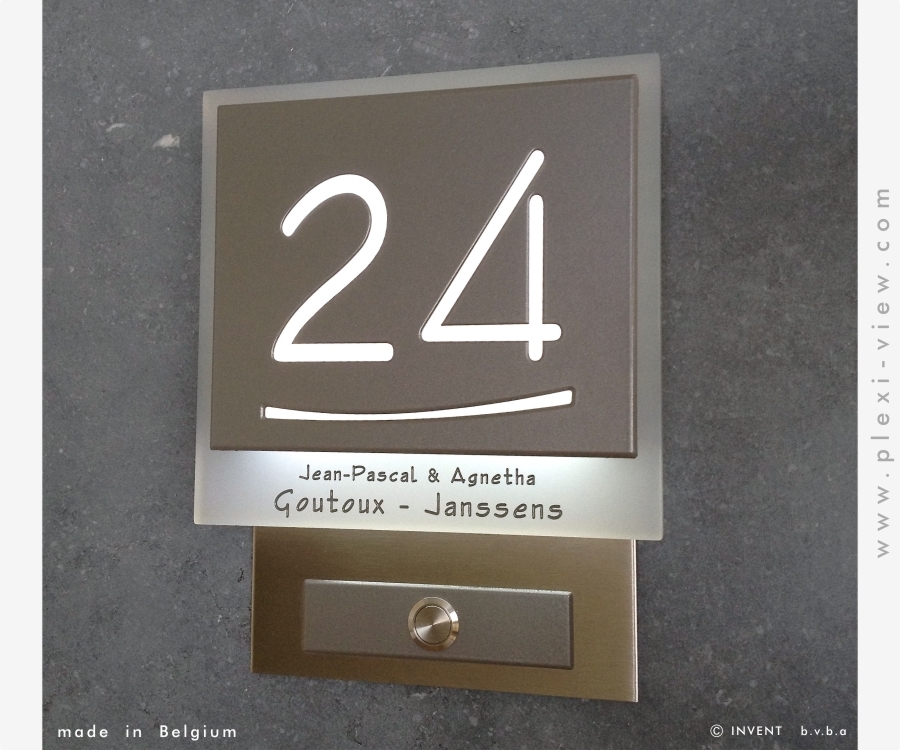 24
Jean-Pascal & Agnetha
Goutoux - Janssens
made in Belgium
© INVENT b.v.b.a
www.plexi-view.com